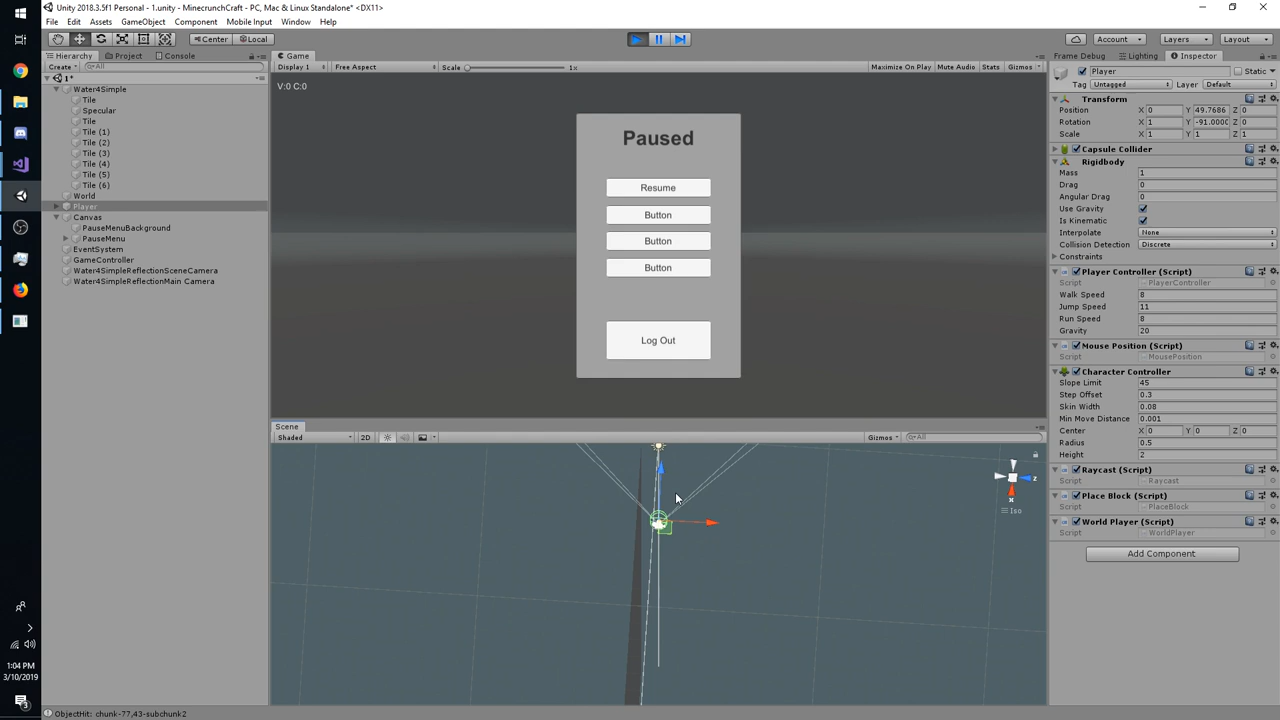 Unity 2018.3.5f1 Personal - 1.unity - MinecrunchCraft - PC, Mac & Linux Standalone* <DX11>
File Edit Assets GameObject Component Mobile Input Window Help
Center Local
Account Layers Layout
Hierarchy Project Console
Create All
1*
Water4Simple
Tile
Specular
Tile
Tile (1)
Tile (2)
Tile (3)
Tile (4)
Tile (5)
Tile (6)
World
Player
Canvas
PauseMenuBackground
PauseMenu
EventSystem
GameController
Water4SimpleReflectionSceneCamera
Water4SimpleReflectionMain Camera
Game
Display 1 Free Aspect Scale 1x Maximize On Play Mute Audio Stats Gizmos
V:0 C:0
Paused
Resume
Button
Button
Button
Log Out
Scene
Shaded 2D Gizmos All
z
x
Iso
Frame Debug Lighting Inspector
Player Static
Tag Untagged Layer Default
Transform
Position X 0 Y 49.7686 Z 0
Rotation X 1 Y -91.0000 Z 0
Scale X 1 Y 1 Z 1
Capsule Collider
Rigidbody
Mass 1
Drag 0
Angular Drag 0
Use Gravity
Is Kinematic
Interpolate None
Collision Detection Discrete
Constraints
Player Controller (Script)
Script PlayerController
Walk Speed 8
Jump Speed 11
Run Speed 8
Gravity 20
Mouse Position (Script)
Script MousePosition
Character Controller
Slope Limit 45
Step Offset 0.3
Skin Width 0.08
Min Move Distance 0.001
Center X 0 Y 0 Z 0
Radius 0.5
Height 2
Raycast (Script)
Script Raycast
Place Block (Script)
Script PlaceBlock
World Player (Script)
Script WorldPlayer
Add Component
1:04 PM
3/10/2019
3
ObjectHit: chunk-77,43-subchunk2